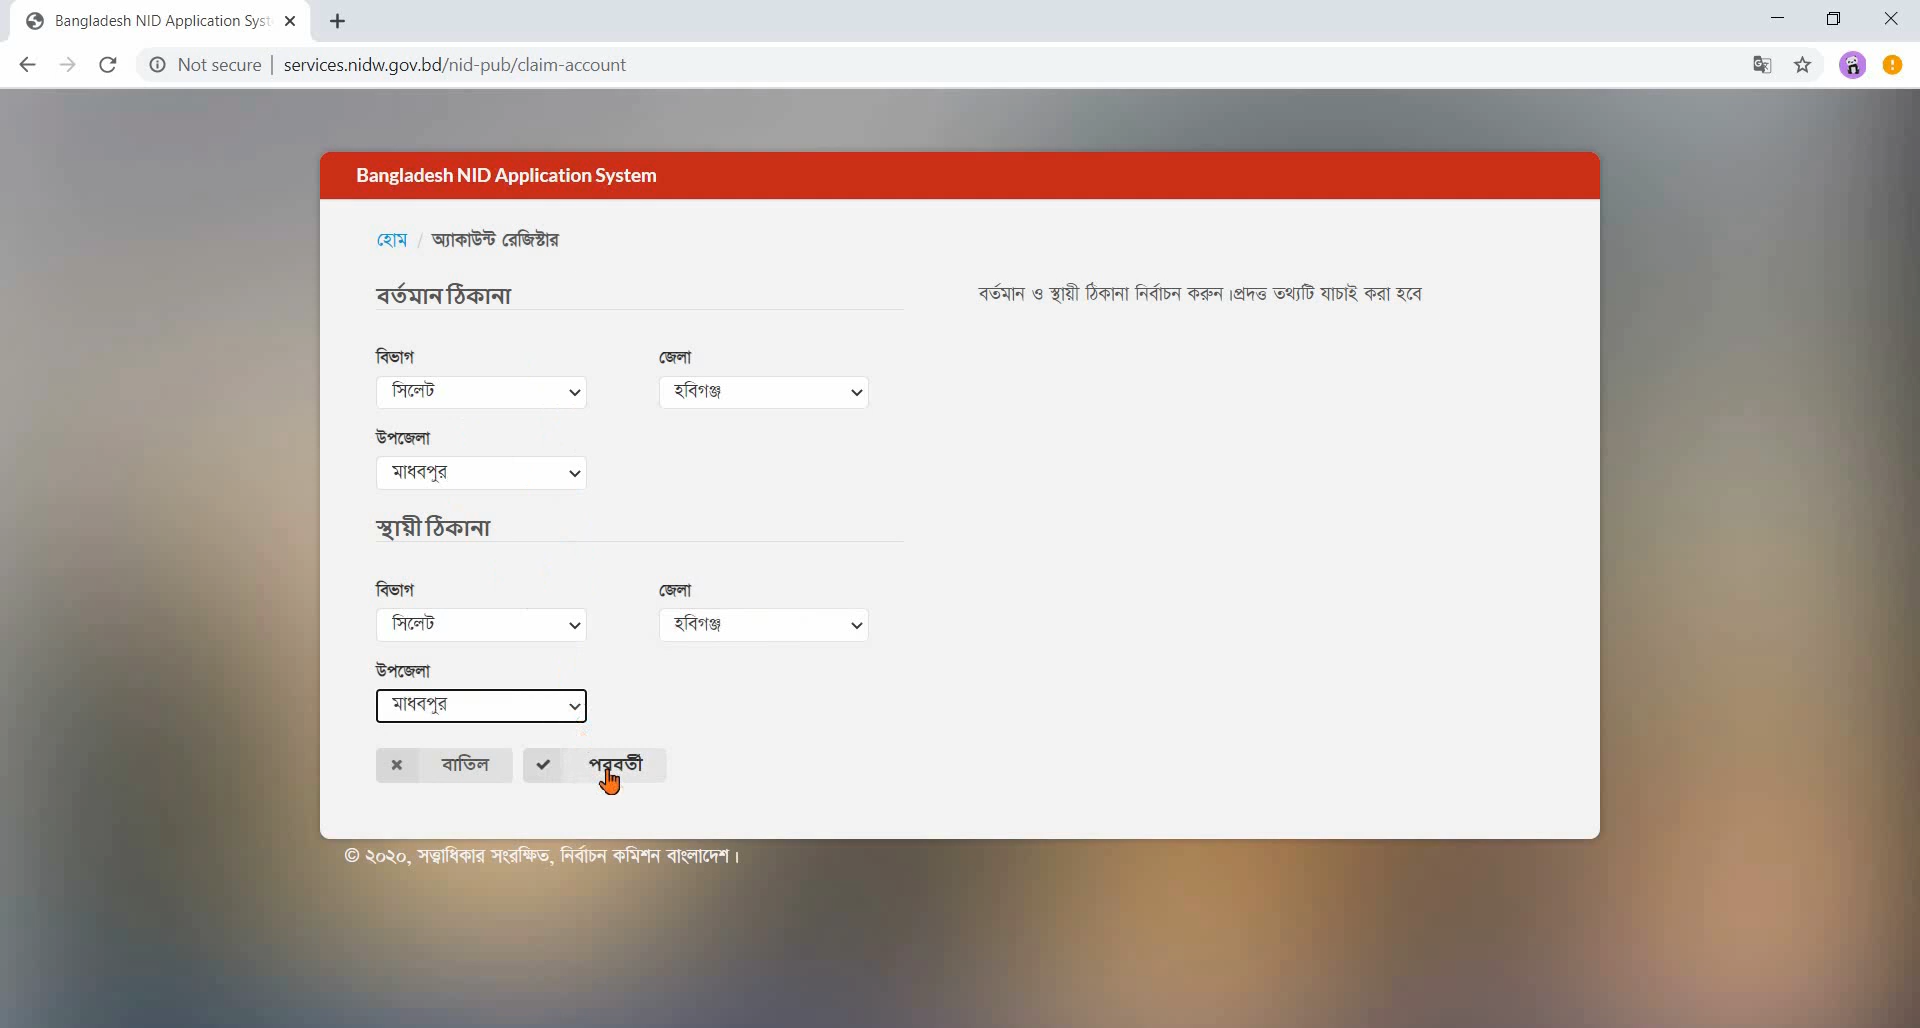 Bangladesh NID Application Syst
Not secure | services.nidw.gov.bd/nid-pub/claim-account
Bangladesh NID Application System
হোম / অ্যাকাউন্ট রেজিস্টার
বর্তমান ঠিকানা
বর্তমান ও স্থায়ী ঠিকানা নির্বাচন করুন।প্রদত্ত তথ্যটি যাচাই করা হবে
বিভাগ জেলা
সিলেট হবিগঞ্জ
উপজেলা
মাধবপুর
স্থায়ী ঠিকানা
বিভাগ জেলা
সিলেট হবিগঞ্জ
উপজেলা
মাধবপুর
বাতিল পরবর্তী
© ২০২০, সত্ত্বাধিকার সংরক্ষিত, নির্বাচন কমিশন বাংলাদেশ।